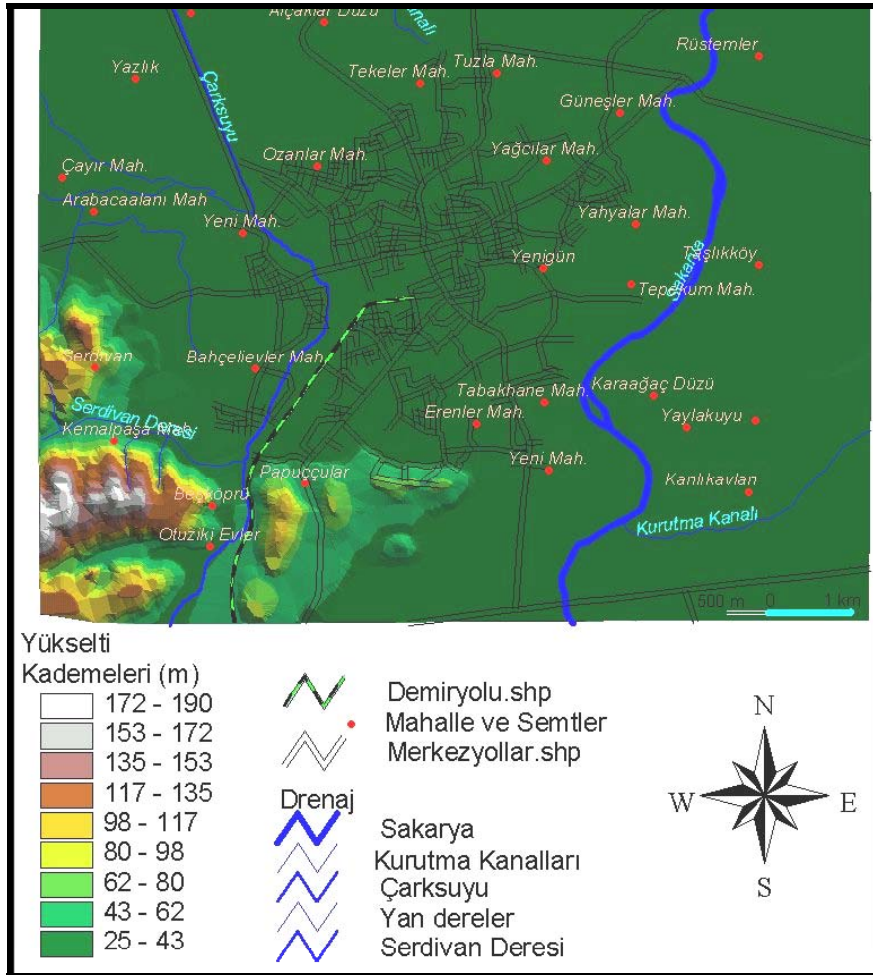 Alçaklar Düzü
Kanalı
Rüstemler
Yazlık
Çarksuyu
Tekeler Mah.
Tuzla Mah.
Güneşler Mah.
Ozanlar Mah.
Yağcılar Mah.
Çayır Mah.
Arabacaalanı Mah
Yeni Mah.
Yahyalar Mah.
Yenigün
Taşlıkköy
Sakarya
Tepekum Mah.
Serdivan
Bahçelievler Mah.
Tabakhane Mah.
Karaağaç Düzü
Serdivan Deresi
Erenler Mah.
Yaylakuyu
Kemalpaşa Mah.
Papuççular
Yeni Mah.
Kanlıkavlan
Beşköprü
Kurutma Kanalı
Otuziki Evler
500 m 0 1 km
Yükselti
Kademeleri (m)
172 - 190
153 - 172
135 - 153
117 - 135
98 - 117
80 - 98
62 - 80
43 - 62
25 - 43
Demiryolu.shp
Mahalle ve Semtler
Merkezyollar.shp
Drenaj
Sakarya
Kurutma Kanalları
Çarksuyu
Yan dereler
Serdivan Deresi
N
W
E
S